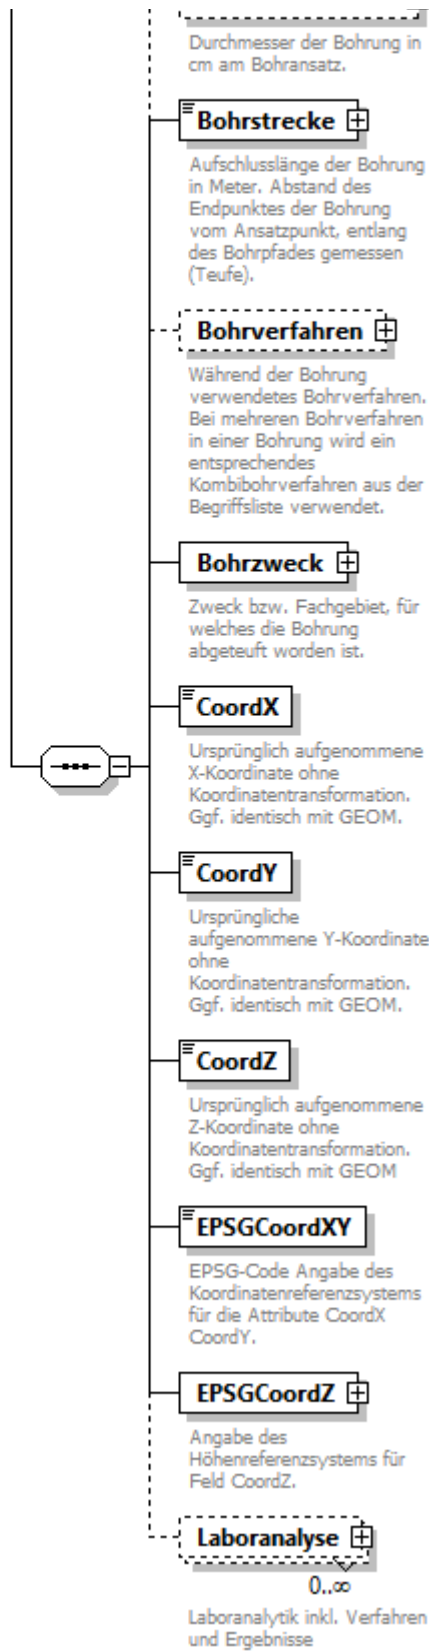 Durchmesser der Bohrung in
cm am Bohransatz.
Bohrstrecke
Aufschlusslänge der Bohrung
in Meter. Abstand des
Endpunktes der Bohrung
vom Ansatzpunkt, entlang
des Bohrpfades gemessen
(Teufe).
Bohrverfahren
Während der Bohrung
verwendetes Bohrverfahren.
Bei mehreren Bohrverfahren
in einer Bohrung wird ein
entsprechendes
Kombibohrverfahren aus der
Begriffsliste verwendet.
Bohrzweck
Zweck bzw. Fachgebiet, für
welches die Bohrung
abgeteuft worden ist.
CoordX
Ursprünglich aufgenommene
X-Koordinate ohne
Koordinatentransformation.
Ggf. identisch mit GEOM.
CoordY
Ursprüngliche
aufgenommene Y-Koordinate
ohne
Koordinatentransformation.
Ggf. identisch mit GEOM.
CoordZ
Ursprünglich aufgenommene
Z-Koordinate ohne
Koordinatentransformation.
Ggf. identisch mit GEOM
EPSGCoordXY
EPSG-Code Angabe des
Koordinatenreferenzsystems
für die Attribute CoordX
CoordY.
EPSGCoordZ
Angabe des
Höhenreferenzsystems für
Feld CoordZ.
Laboranalyse
0..∞
Laboranalytik inkl. Verfahren
und Ergebnisse